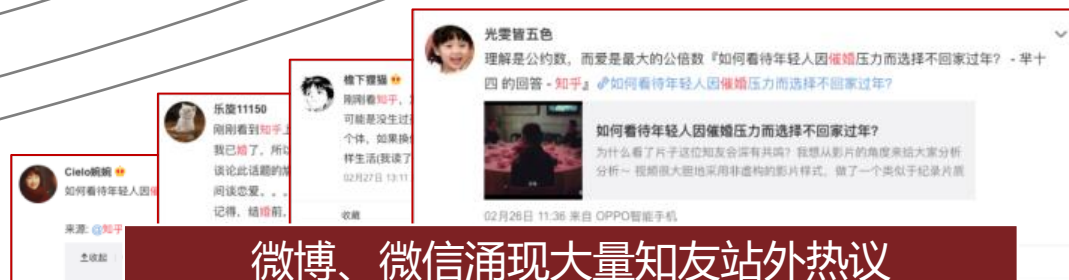 光雯皆五色
理解是公约数，而爱是最大的公倍数『如何看待年轻人因催婚压力而选择不回家过年？ - 芈十
四 的回答 - 知乎』如何看待年轻人因催婚压力而选择不回家过年?
如何看待年轻人因催婚压力而选择不回家过年?
为什么看了片子这位知友会深有共鸣？我想从影片的角度来给大家分析
分析～ 视频很大胆地采用非虚构的影片样式，做了一个类似于纪录片质
02月26日 11:36 来自 OPPO智能手机
檐下狸猫
刚刚看知乎，
可能是没生过
个体，如果换
样生活(我读了
02月27日 13:11
收藏
乐旋11150
刚刚看到知乎上
我已婚了，所以
谈论此话题的
间谈恋爱。。。
记得，结婚前，
Cielo婉婉
如何看待年轻人因
来源: @知乎
收起
微博、微信涌现大量知友站外热议